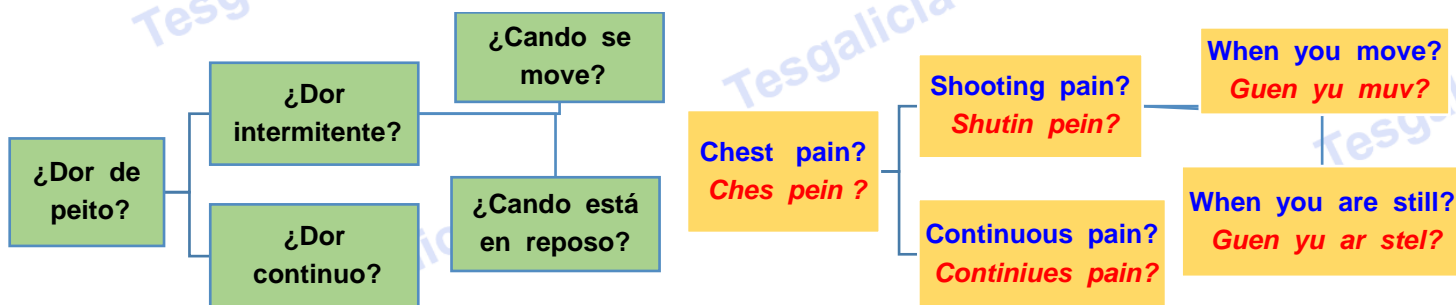 ¿Dor de
peito?
¿Dor
intermitente?
¿Cando se
move?
¿Cando está
en reposo?
¿Dor
continuo?
Chest pain?
Ches pein ?
Shooting pain?
Shutin pein?
When you move?
Guen yu muv?
When you are still?
Guen yu ar stel?
Continuous pain?
Continiues pain?
Tesgalicia